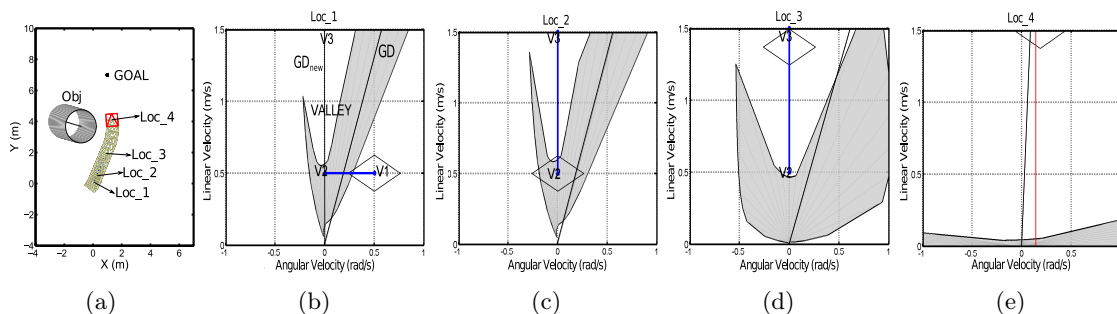 Loc_1
Loc_2
Loc_3
Loc_4
10
8
6
4
2
0
−2
−4
Y (m)
GOAL
Obj
Loc_4
Loc_3
Loc_2
Loc_1
−4 −2 0 2 4 6
X (m)
1.5
1
0.5
0
Linear Velocity (m/s)
V3
GD
GDnew
VALLEY
V2
V1
-1 -0.5 0 0.5 1
Angular Velocity (rad/s)
1.5
1
0.5
0
Linear Velocity (m/s)
V3
V2
-1 -0.5 0 0.5 1
Angular Velocity (rad/s)
1.5
1
0.5
0
Linear Velocity (m/s)
V3
V2
-1 -0.5 0 0.5 1
Angular Velocity (rad/s)
1.5
1
0.5
0
Linear Velocity (m/s)
-1 -0.5 0 0.5 1
Angular Velocity (rad/s)
(a) (b) (c) (d) (e)